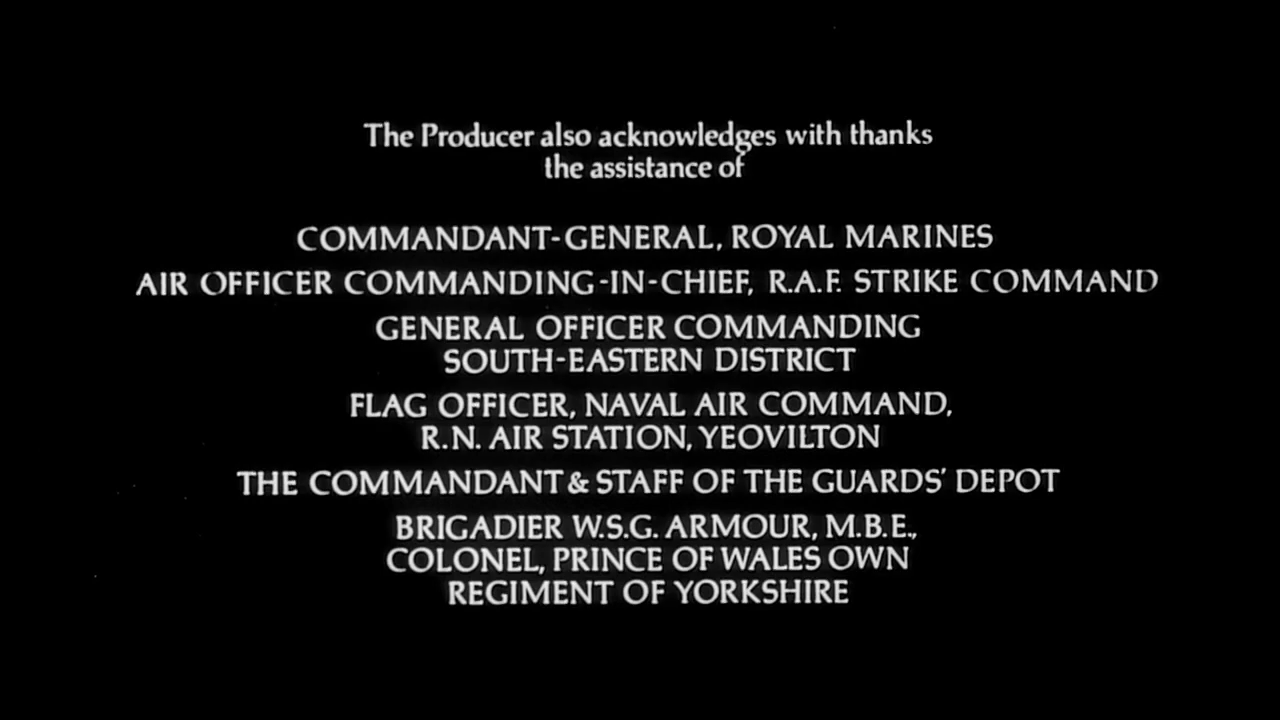 The Producer also acknowledges with thanks
the assistance of
COMMANDANT-GENERAL, ROYAL MARINES
AIR OFFICER COMMANDING-IN-CHIEF, R.A.F. STRIKE COMMAND
GENERAL OFFICER COMMANDING
SOUTH-EASTERN DISTRICT
FLAG OFFICER, NAVAL AIR COMMAND,
R.N. AIR STATION, YEOVILTON
THE COMMANDANT & STAFF OF THE GUARDS' DEPOT
BRIGADIER W.S.G. ARMOUR, M.B.E.,
COLONEL, PRINCE OF WALES OWN
REGIMENT OF YORKSHIRE